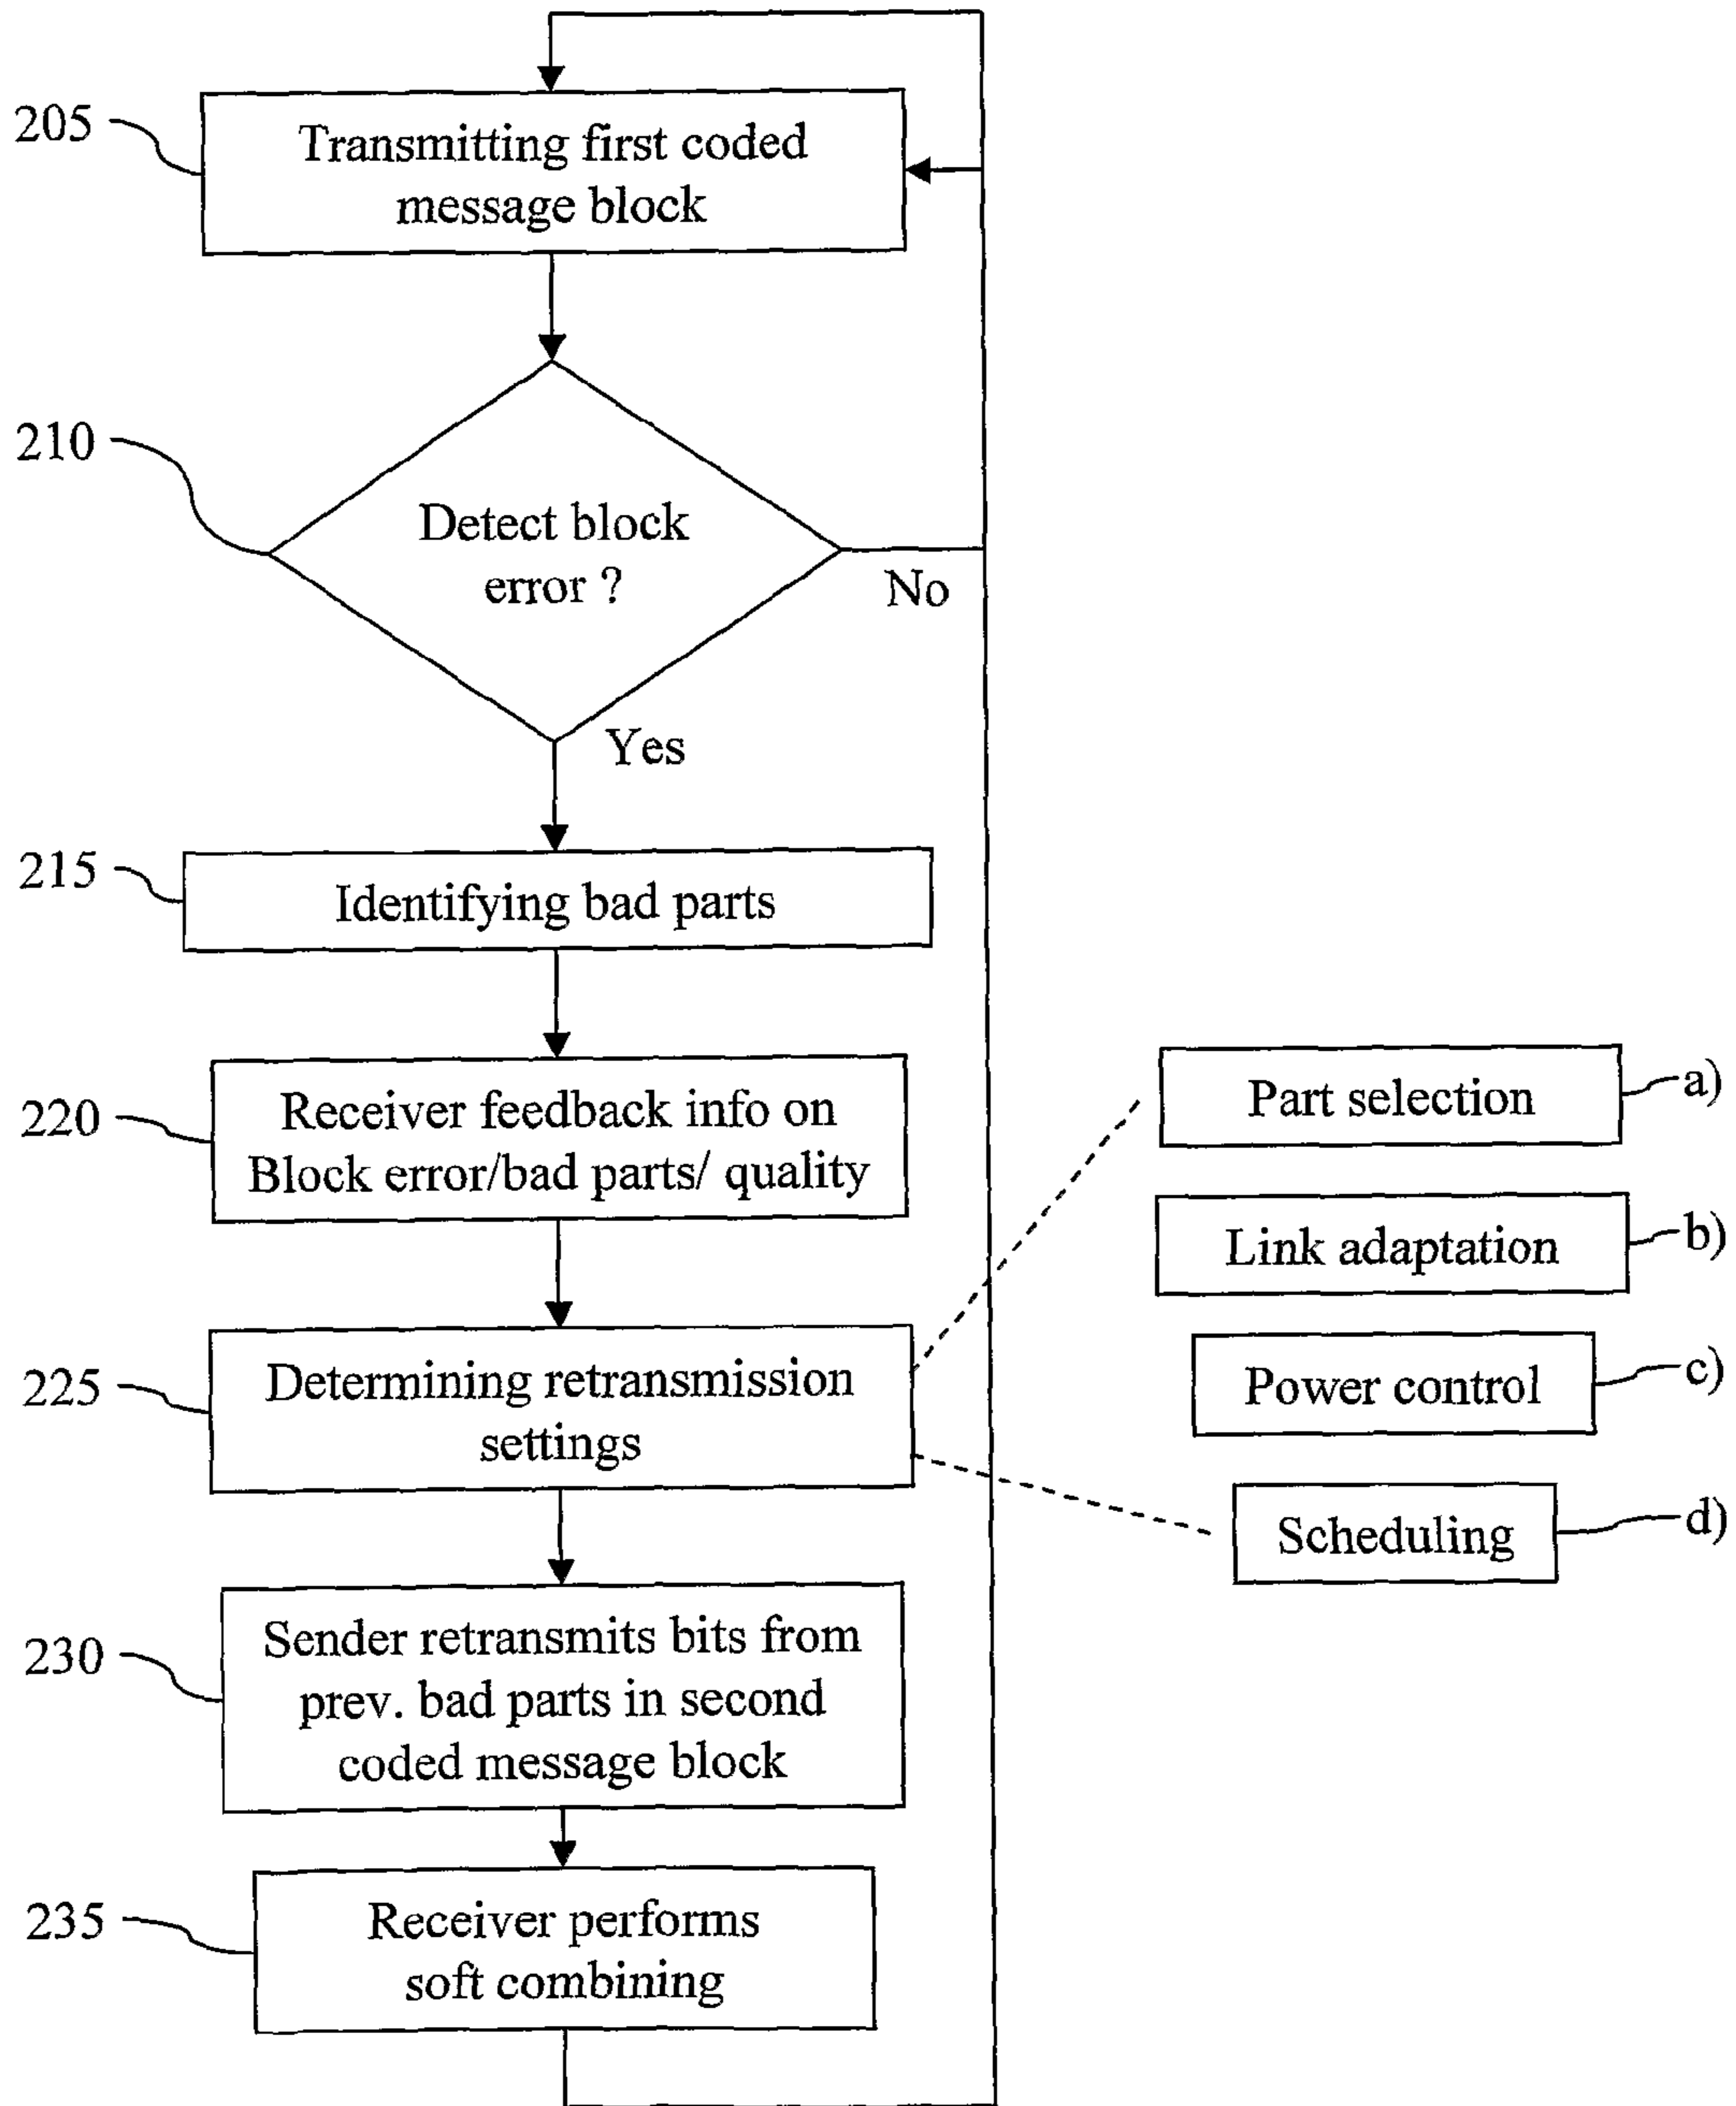 205
Transmitting first coded
message block
210
Detect block
error ?
No
Yes
215
Identifying bad parts
220
Receiver feedback info on
Block error/bad parts/ quality
225
Determining retransmission
settings
Part selection
a)
Link adaptation
b)
Power control
c)
Scheduling
d)
230
Sender retransmits bits from
prev. bad parts in second
coded message block
235
Receiver performs
soft combining